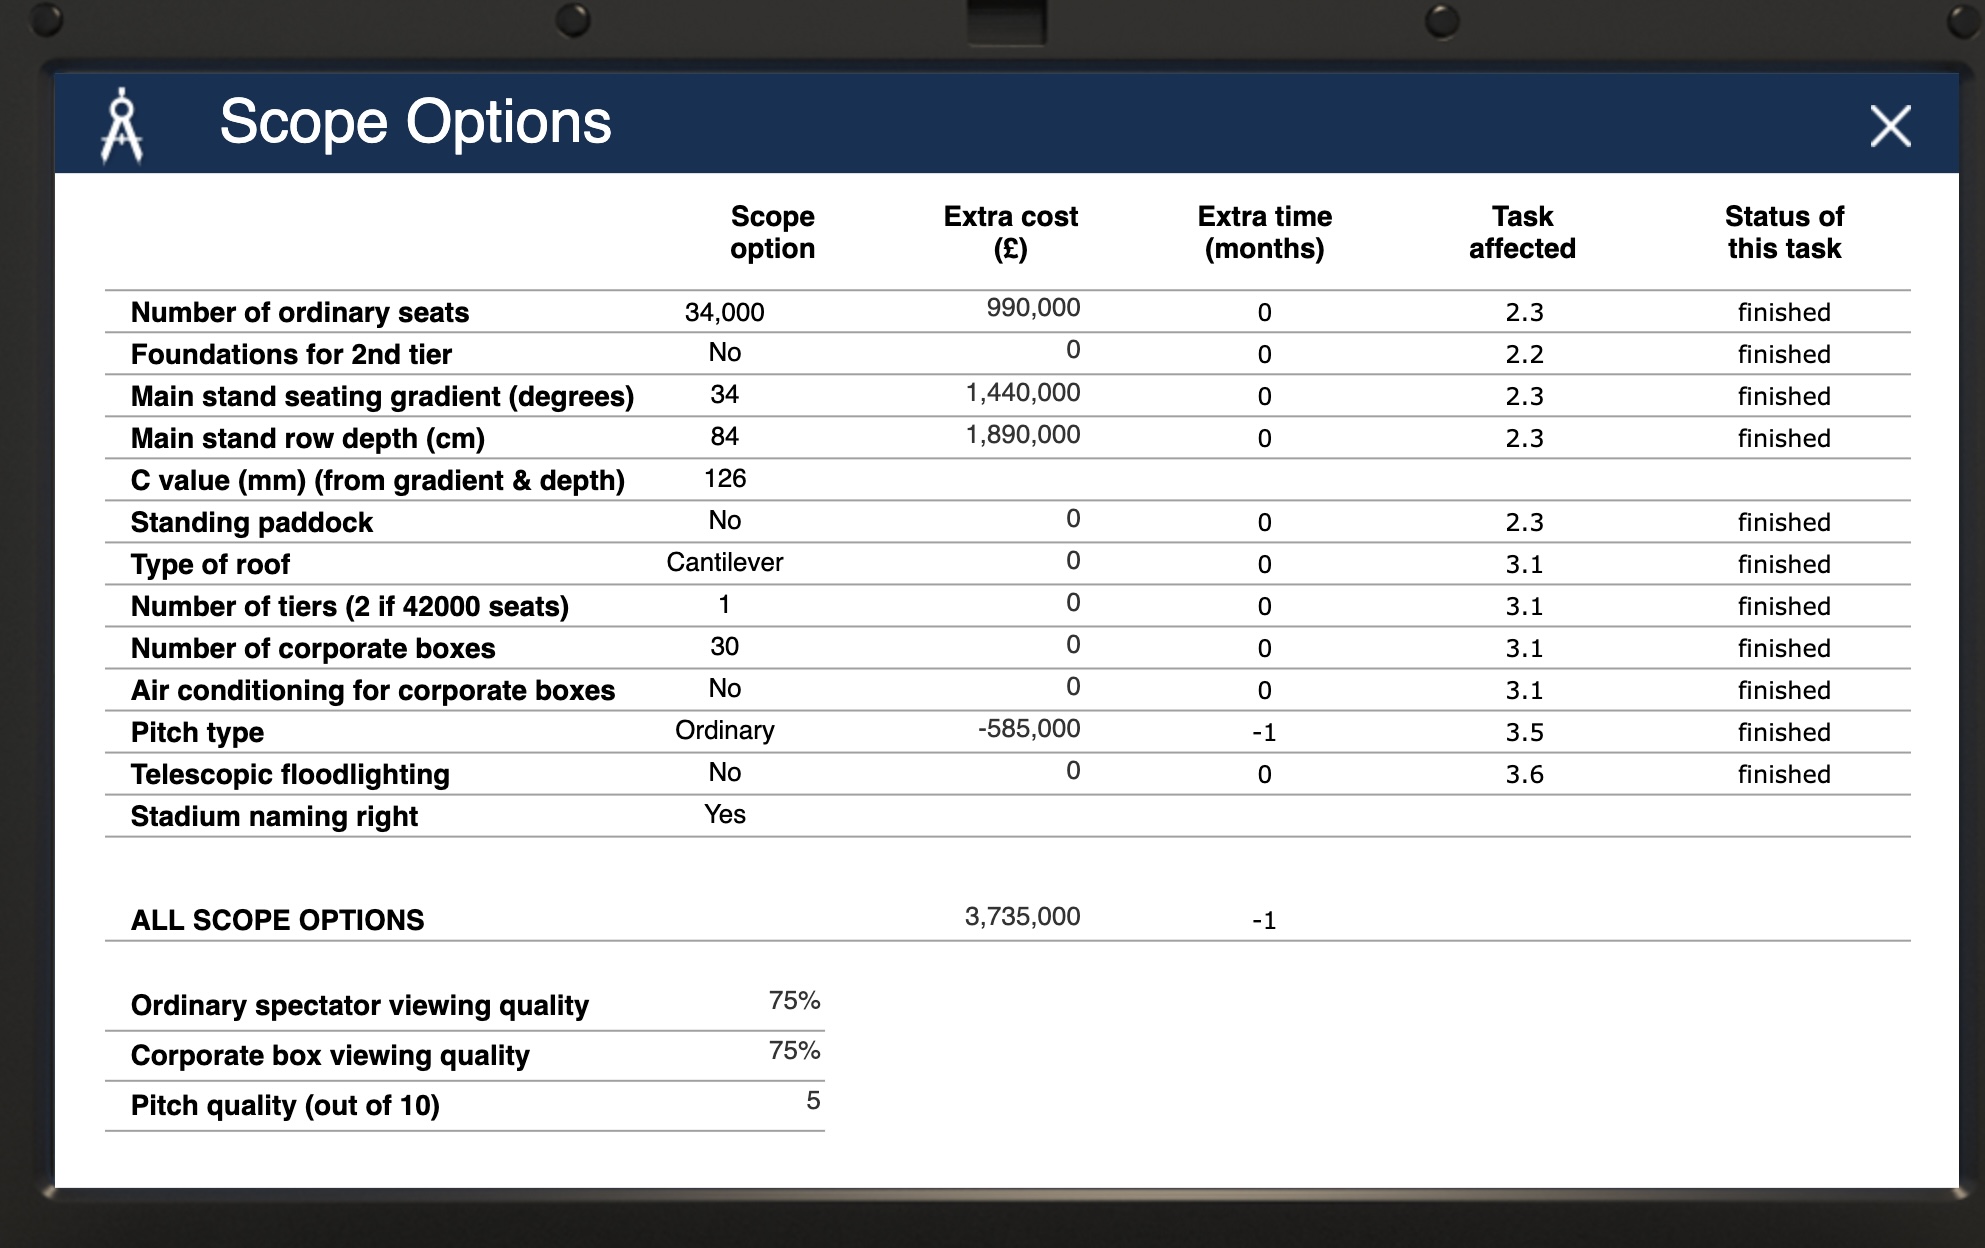 Scope Options
Scope option Extra cost (£) Extra time (months) Task affected Status of this task
Number of ordinary seats 34,000 990,000 0 2.3 finished
Foundations for 2nd tier No 0 0 2.2 finished
Main stand seating gradient (degrees) 34 1,440,000 0 2.3 finished
Main stand row depth (cm) 84 1,890,000 0 2.3 finished
C value (mm) (from gradient & depth) 126
Standing paddock No 0 0 2.3 finished
Type of roof Cantilever 0 0 3.1 finished
Number of tiers (2 if 42000 seats) 1 0 0 3.1 finished
Number of corporate boxes 30 0 0 3.1 finished
Air conditioning for corporate boxes No 0 0 3.1 finished
Pitch type Ordinary -585,000 -1 3.5 finished
Telescopic floodlighting No 0 0 3.6 finished
Stadium naming right Yes
ALL SCOPE OPTIONS 3,735,000 -1
Ordinary spectator viewing quality 75%
Corporate box viewing quality 75%
Pitch quality (out of 10) 5